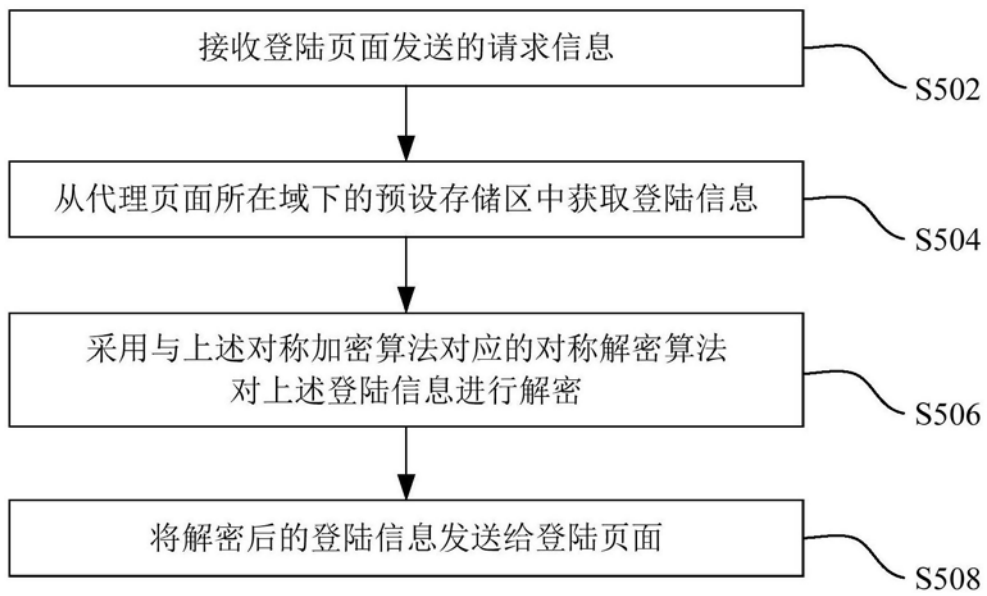 接收登陆页面发送的请求信息
S502
从代理页面所在域下的预设存储区中获取登陆信息
S504
采用与上述对称加密算法对应的对称解密算法
对上述登陆信息进行解密
S506
将解密后的登陆信息发送给登陆页面
S508